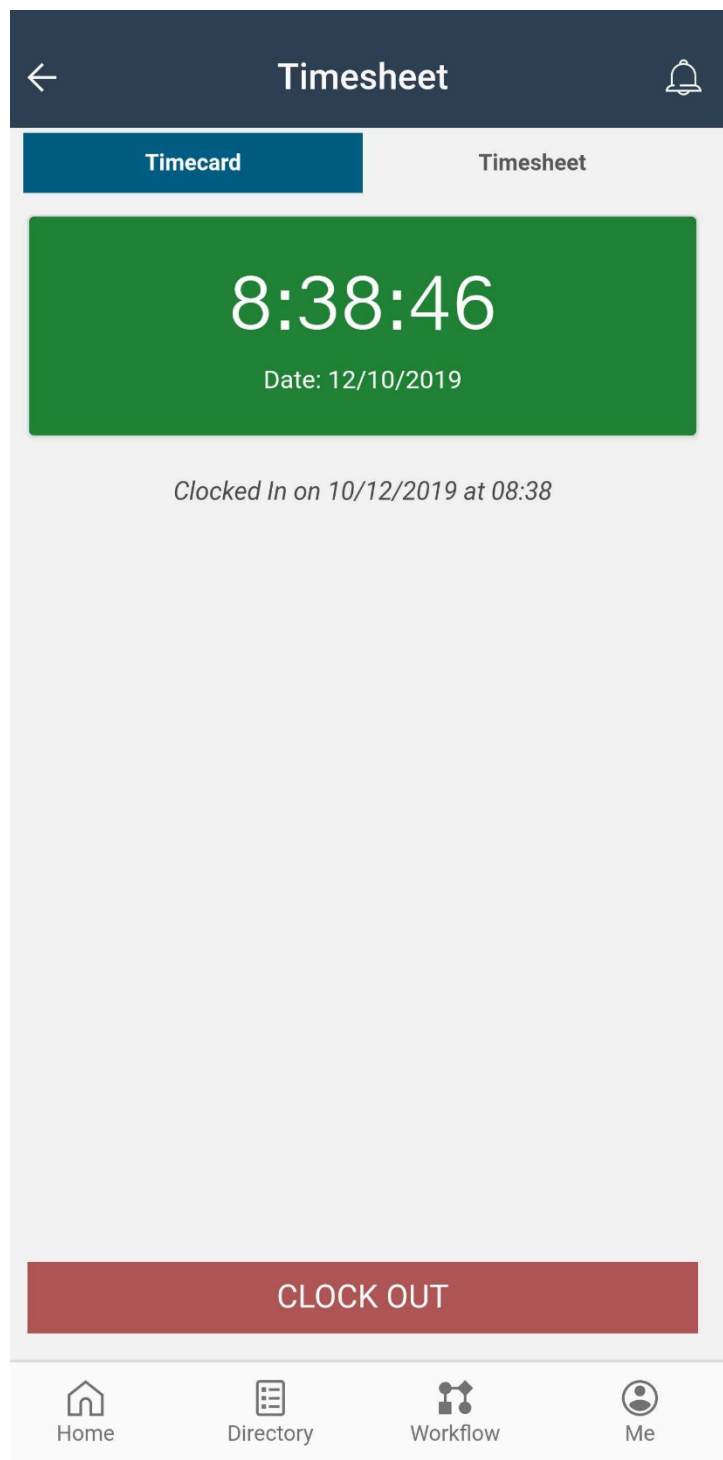 Timesheet
Timecard Timesheet
8:38:46
Date: 12/10/2019
Clocked In on 10/12/2019 at 08:38
CLOCK OUT
Home Directory Workflow Me